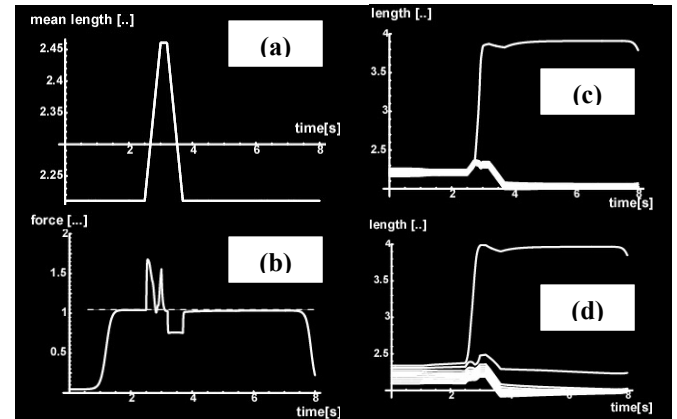 mean length [..]
2.45
2.35
2.25
(a)
time[s]
2 4 6 8
force [...]
2
1.5
1
0.5
(b)
2 4 6 8
time[s]
length [..]
4
3.5
3
2.5
(c)
2 4 6 8
time[s]
length [..]
4
3.5
3
2.5
(d)
2 4 6 8
time[s]